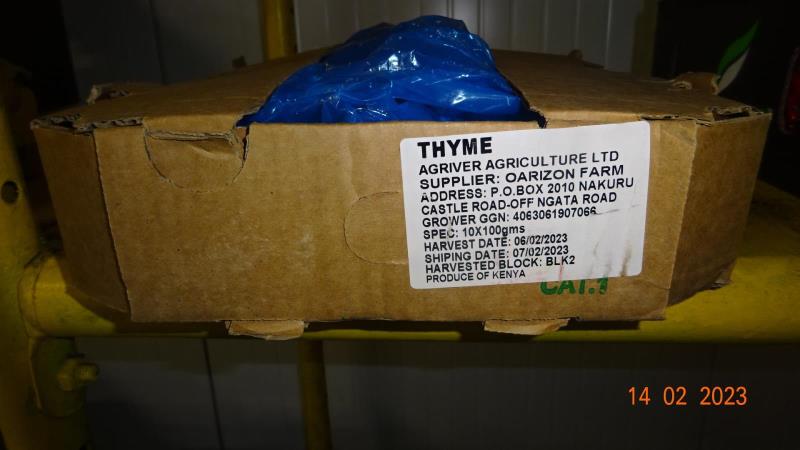 THYME
AGRIVER AGRICULTURE LTD
SUPPLIER: OARIZON FARM
ADDRESS: P.O.BOX 2010 NAKURU
CASTLE ROAD-OFF NGATA ROAD
GROWER GGN: 4063061907066
SPEC: 10X100gms
HARVEST DATE: 06/02/2023
SHIPING DATE: 07/02/2023
HARVESTED BLOCK: BLK2
PRODUCE OF KENYA
CAT.1
14 02 2023